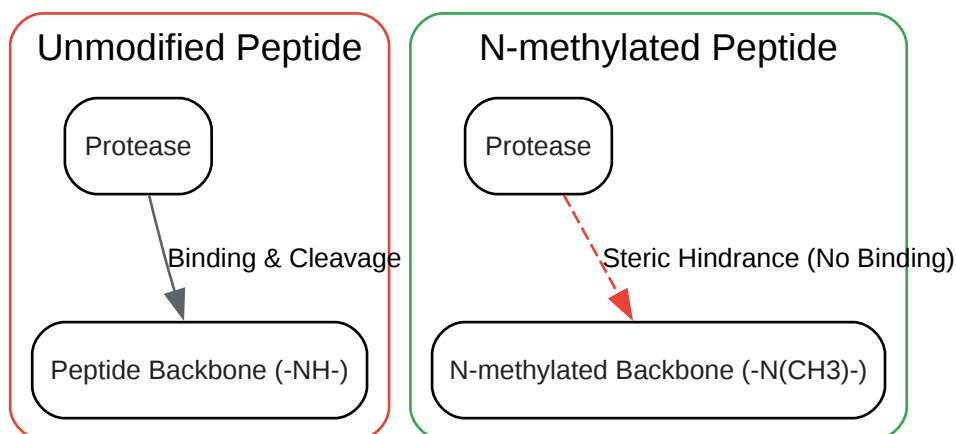 Unmodified Peptide
Protease
Binding & Cleavage
Peptide Backbone (-NH-)
N-methylated Peptide
Protease
Steric Hindrance (No Binding)
N-methylated Backbone (-N(CH3)-)